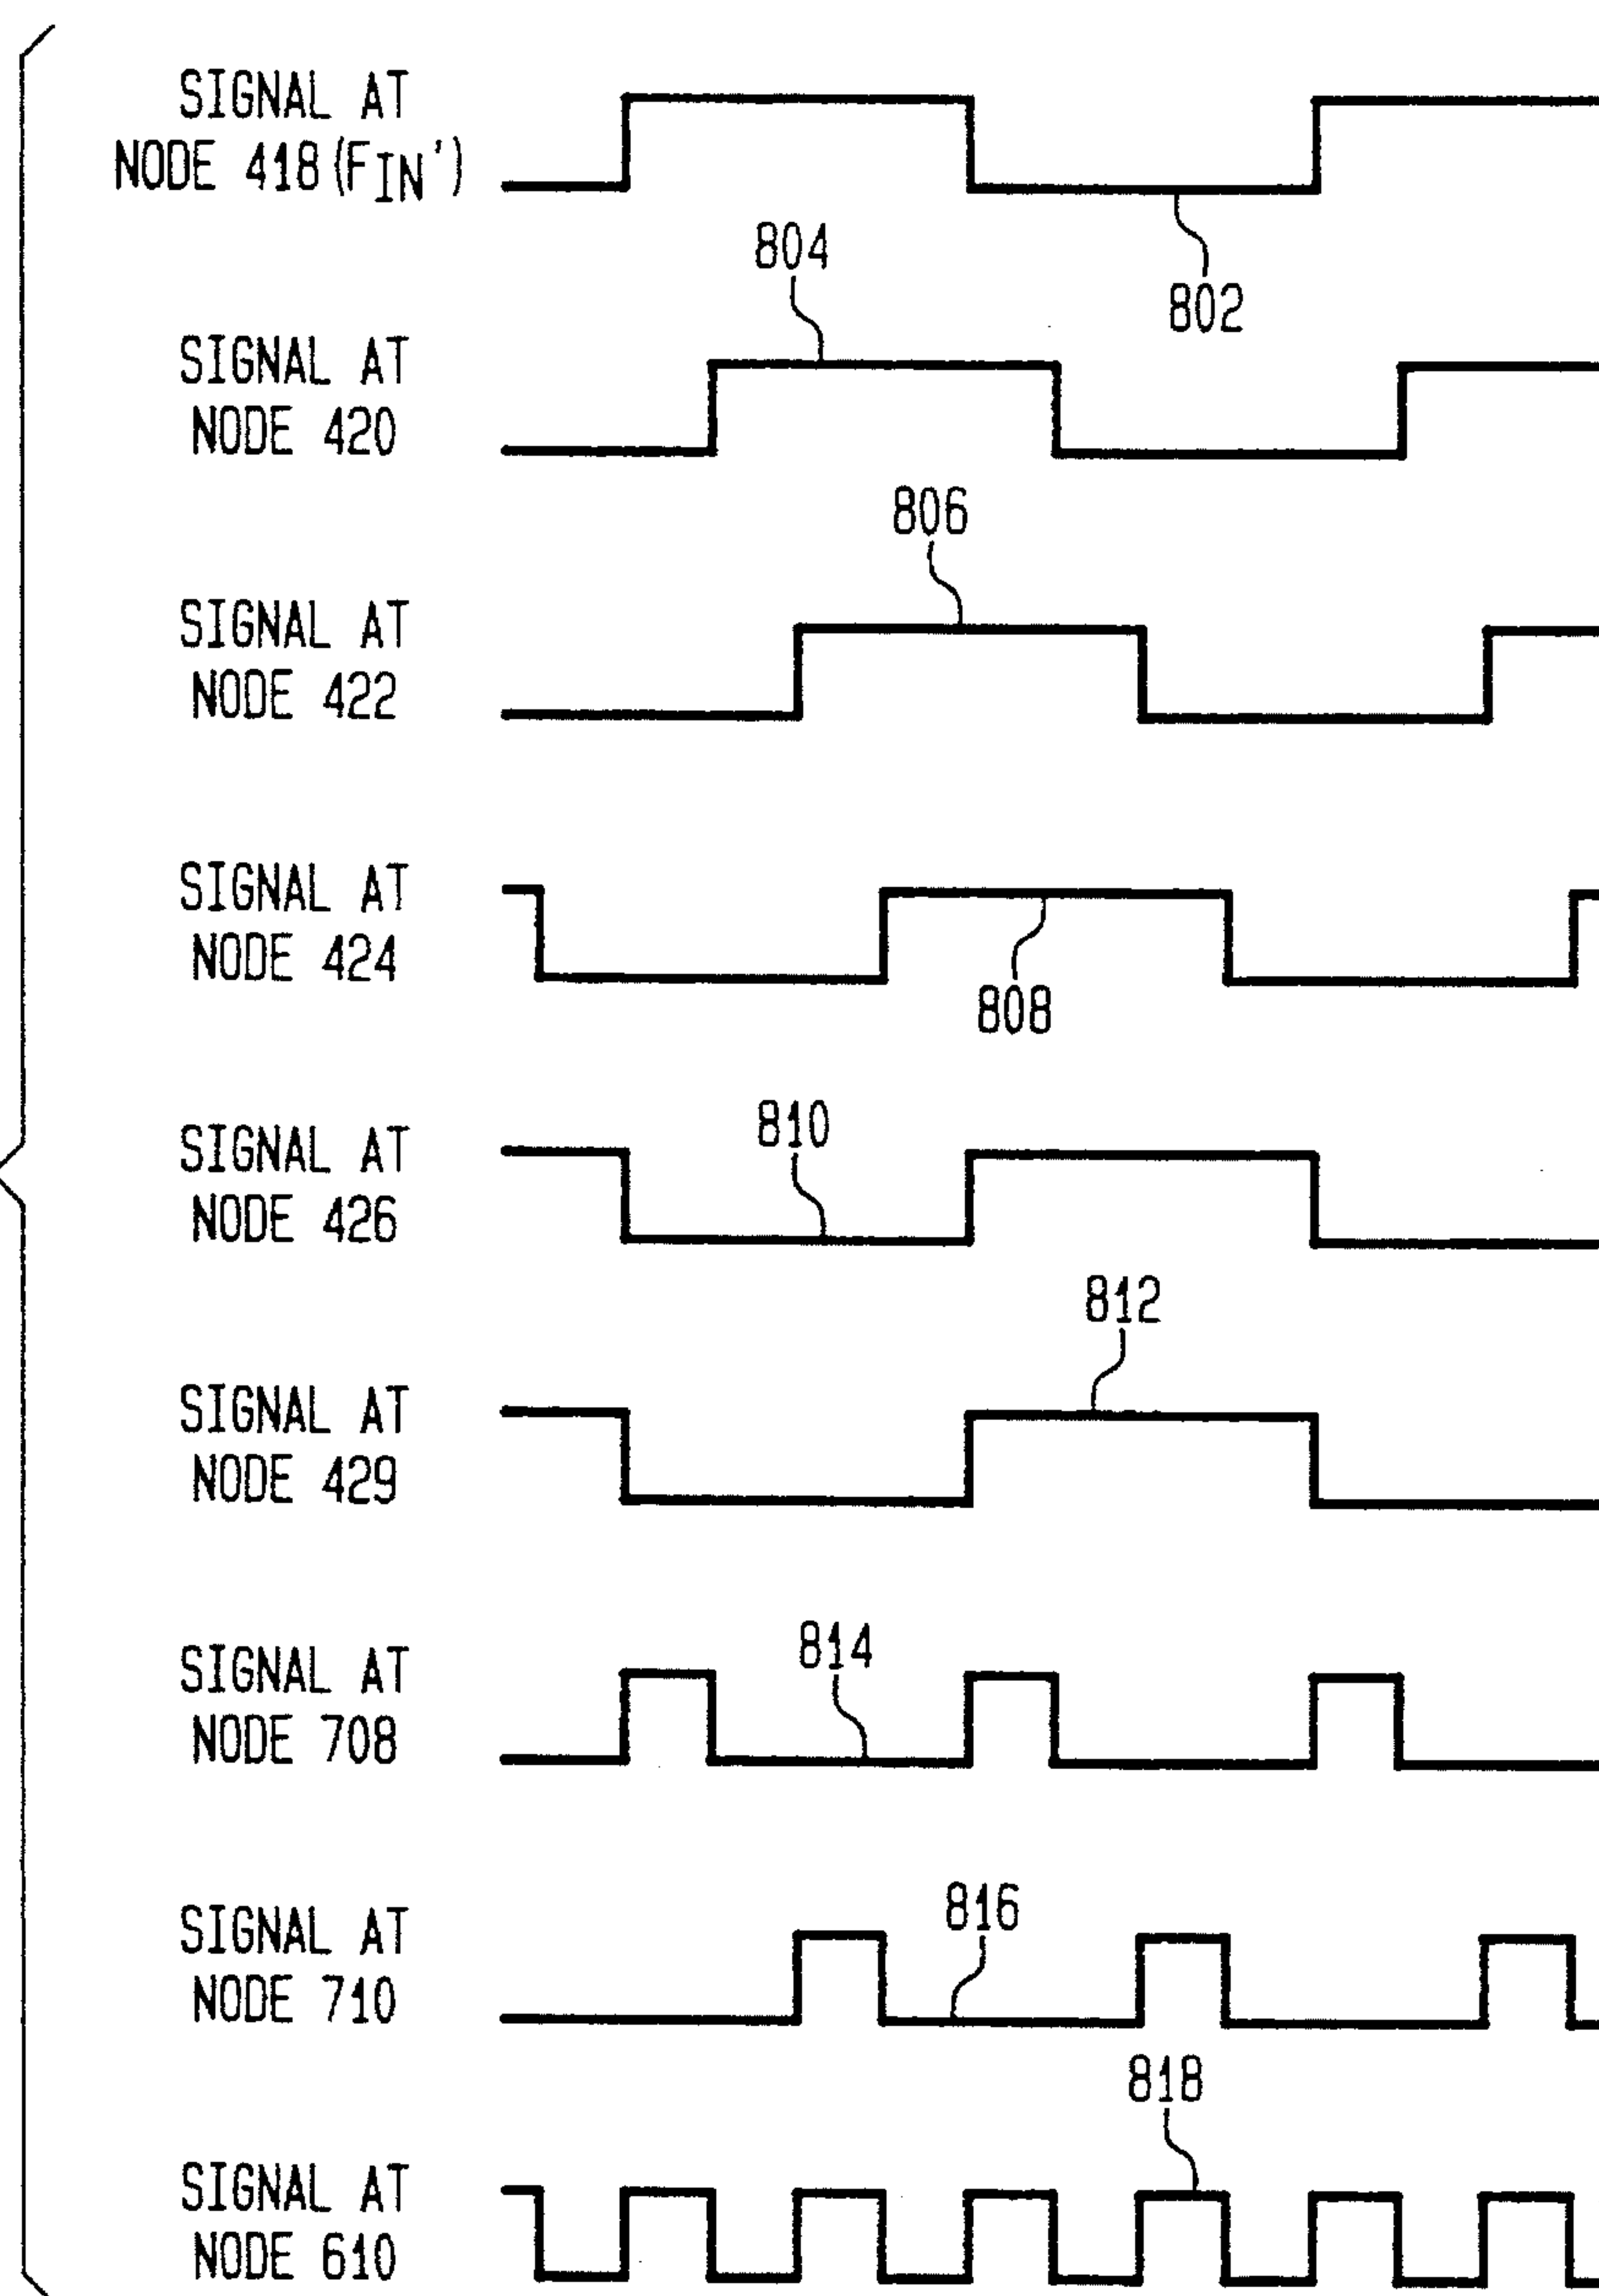 SIGNAL AT
NODE 418 (FIN')
802
804
SIGNAL AT
NODE 420
806
SIGNAL AT
NODE 422
SIGNAL AT
NODE 424
808
810
SIGNAL AT
NODE 426
812
SIGNAL AT
NODE 429
814
SIGNAL AT
NODE 708
816
SIGNAL AT
NODE 710
818
SIGNAL AT
NODE 610